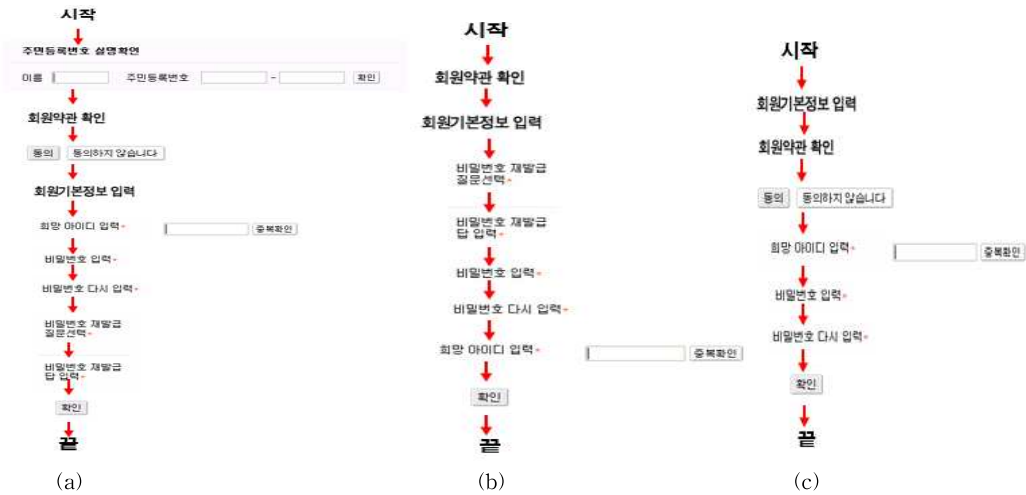 시작
주민등록번호 실명확인
이름 주민등록번호 - 확인
회원약관 확인
동의 동의하지 않습니다
회원기본정보 입력
희망 아이디 입력• 중복확인
비밀번호 입력•
비밀번호 다시 입력•
비밀번호 재발급
질문선택•
비밀번호 재발급
답 입력•
확인
끝
(a)
시작
회원약관 확인
회원기본정보 입력
비밀번호 재발급
질문선택•
비밀번호 재발급
답 입력•
비밀번호 입력•
비밀번호 다시 입력•
희망 아이디 입력• 중복확인
확인
끝
(b)
시작
회원기본정보 입력
회원약관 확인
동의 동의하지 않습니다
희망 아이디 입력• 중복확인
비밀번호 입력•
비밀번호 다시 입력•
확인
끝
(c)